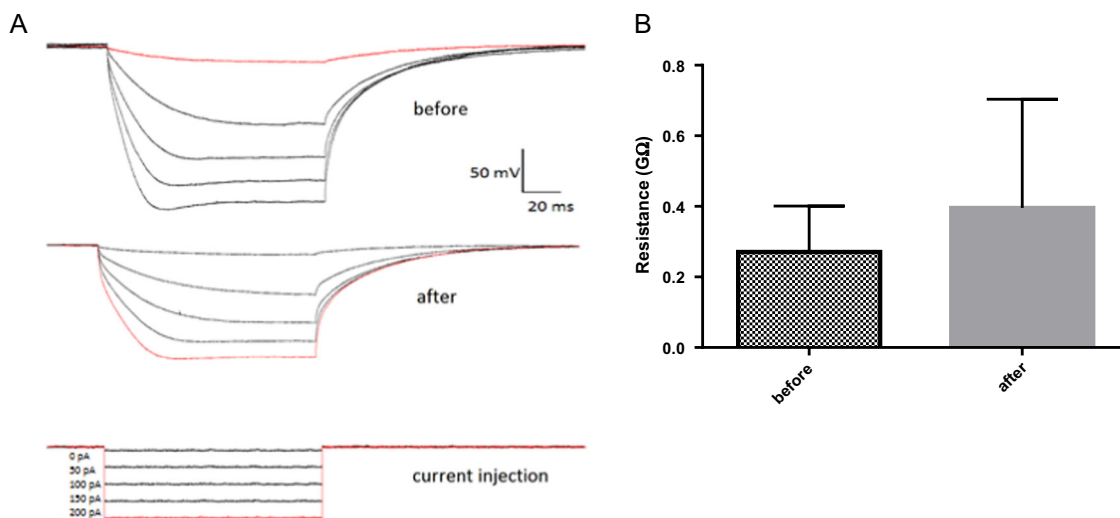 A
before
50 mV
20 ms
after
0 pA
50 pA
100 pA
150 pA
200 pA
current injection
B
Resistance (GΩ)
0.8
0.6
0.4
0.2
0.0
before
after